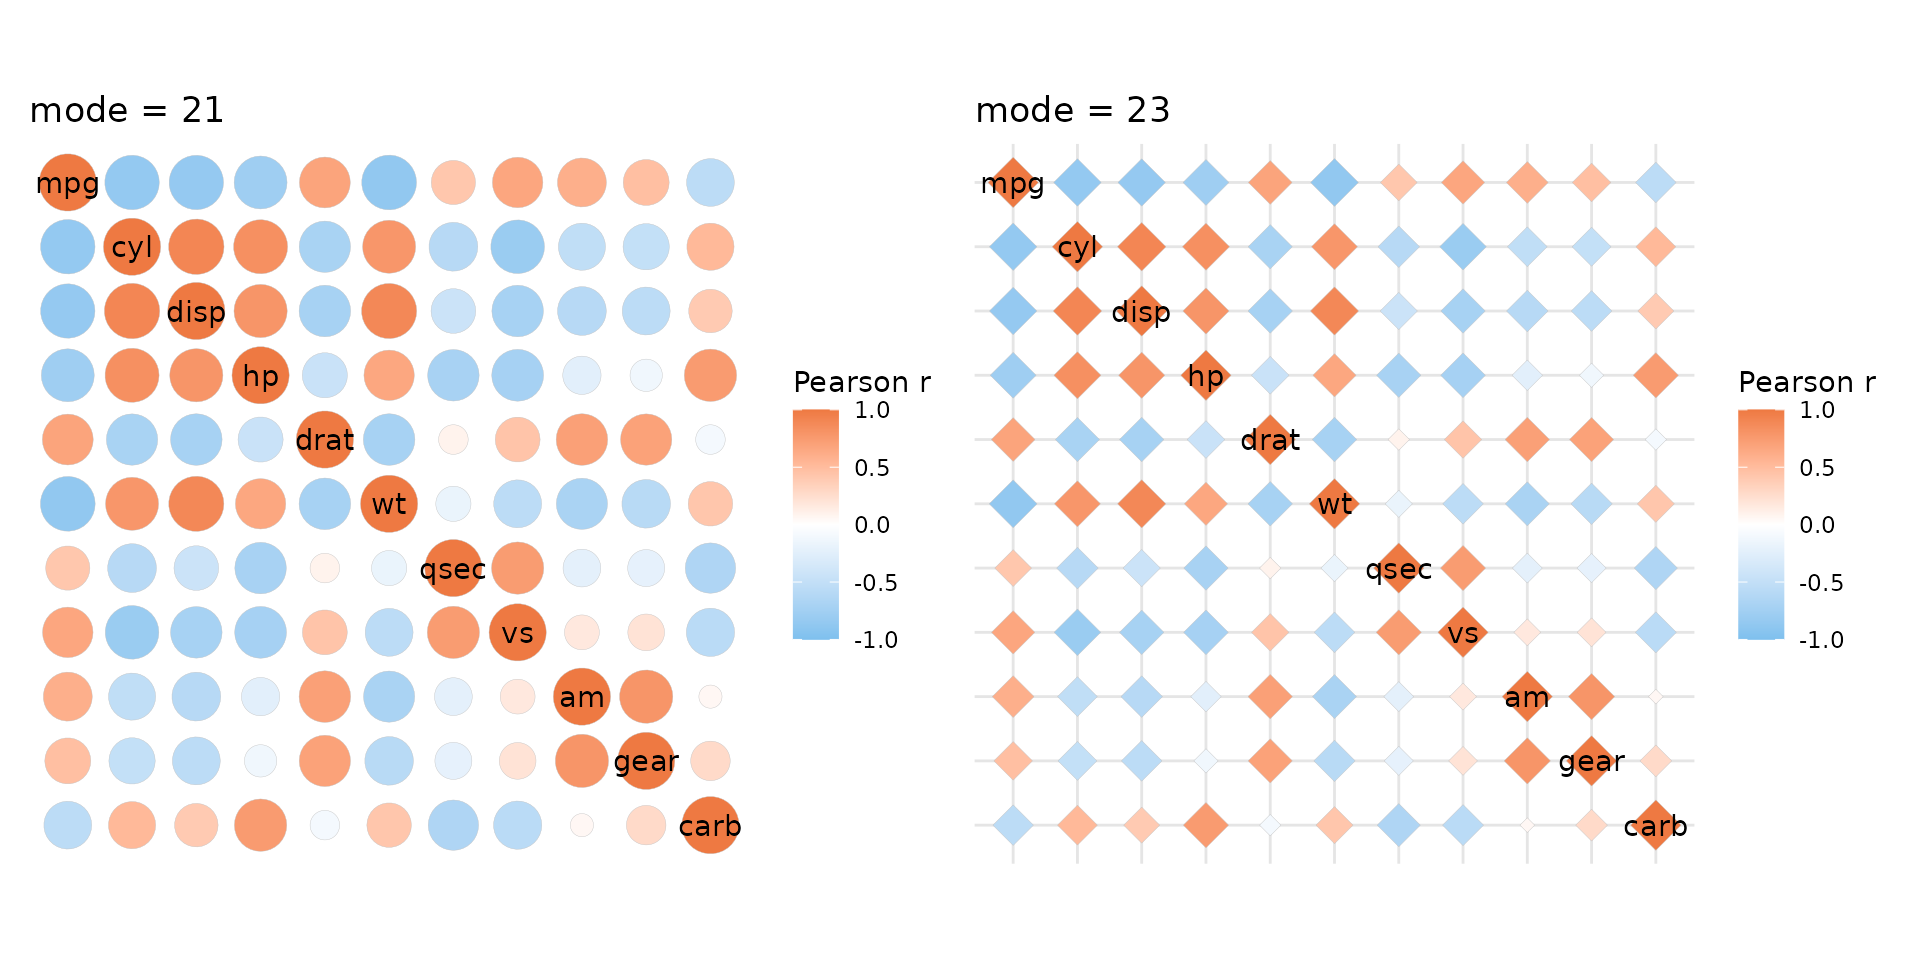 mode = 21
mpg
cyl
disp
hp
drat
wt
qsec
vs
am
gear
carb
Pearson r
1.0
0.5
0.0
-0.5
-1.0
mode = 23
mpg
cyl
disp
hp
drat
wt
qsec
vs
am
gear
carb
Pearson r
1.0
0.5
0.0
-0.5
-1.0